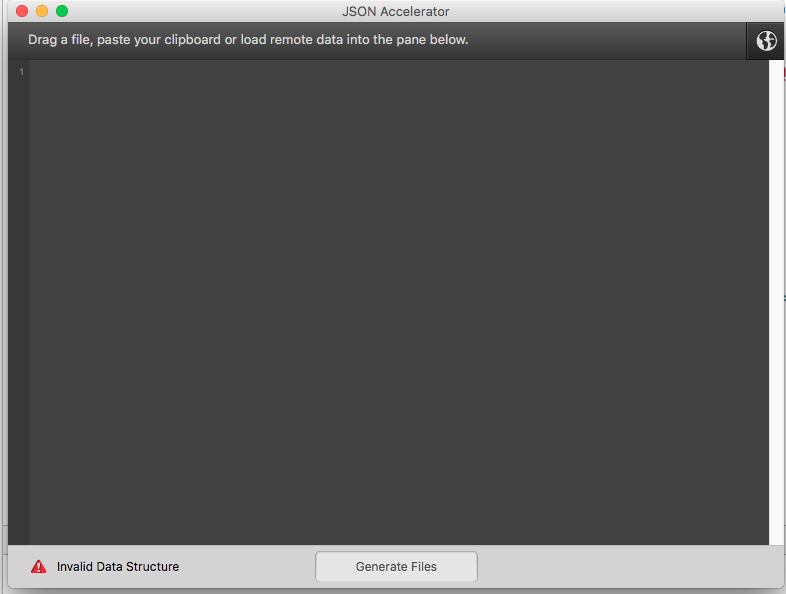 JSON Accelerator
Drag a file, paste your clipboard or load remote data into the pane below.
1
Invalid Data Structure
Generate Files